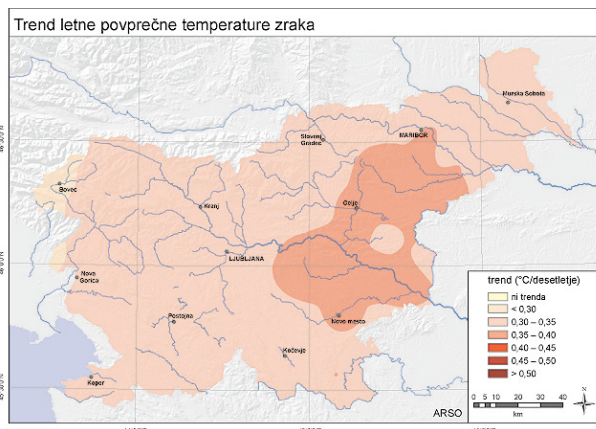 Trend letne povprečne temperature zraka
Murska Sobota
MARIBOR
Slovenj
Gradec
Bovec
Kranj
Celje
LJUBLJANA
Nova
Gorica
Postojna
Novo mesto
Kočevje
Koper
trend (°C/desetletje)
ni trenda
< 0,30
0,30 – 0,35
0,35 – 0,40
0,40 – 0,45
0,45 – 0,50
> 0,50
0 5 10 20 30 40
km
ARSO